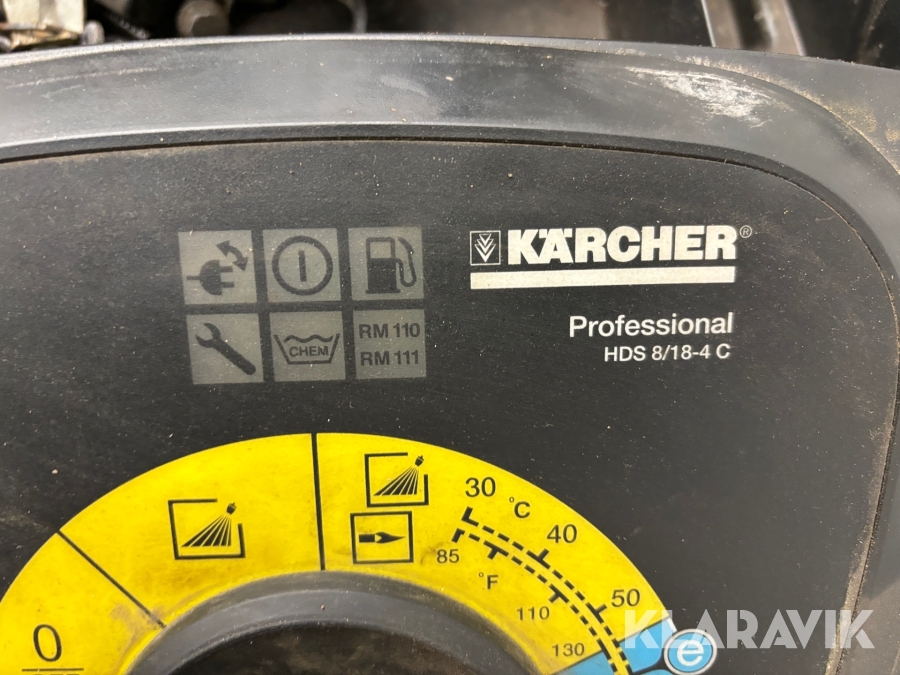 KÄRCHER®
Professional
HDS 8/18-4 C
CHEM
RM 110
RM 111
30 °C 40 50
85 °F 110 130
0
e
KLARAVIK